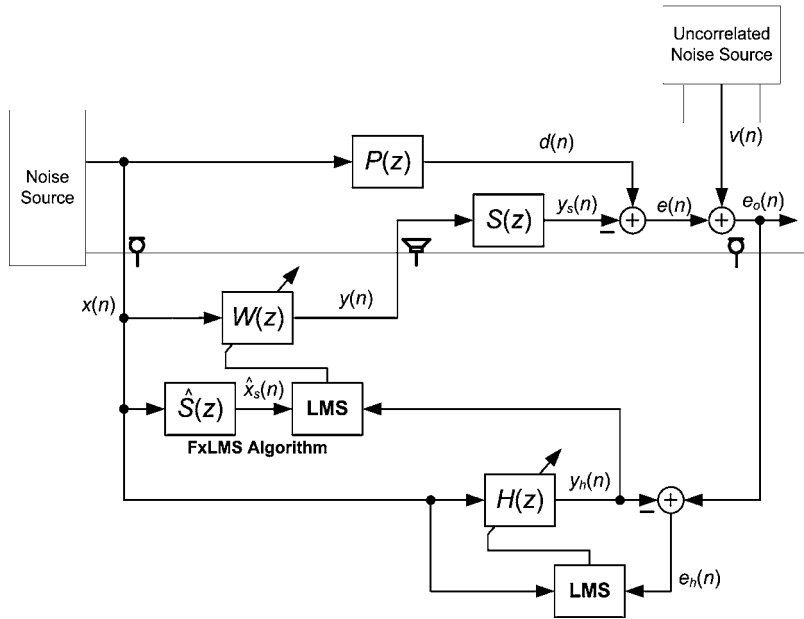 Uncorrelated
Noise Source
Noise
Source
P(z)
d(n)
v(n)
S(z)
yₛ(n)
e(n)
eₒ(n)
+
+
−
x(n)
W(z)
y(n)
Ŝ(z)
x̂ₛ(n)
LMS
FxLMS Algorithm
H(z)
yₕ(n)
+
−
LMS
eₕ(n)